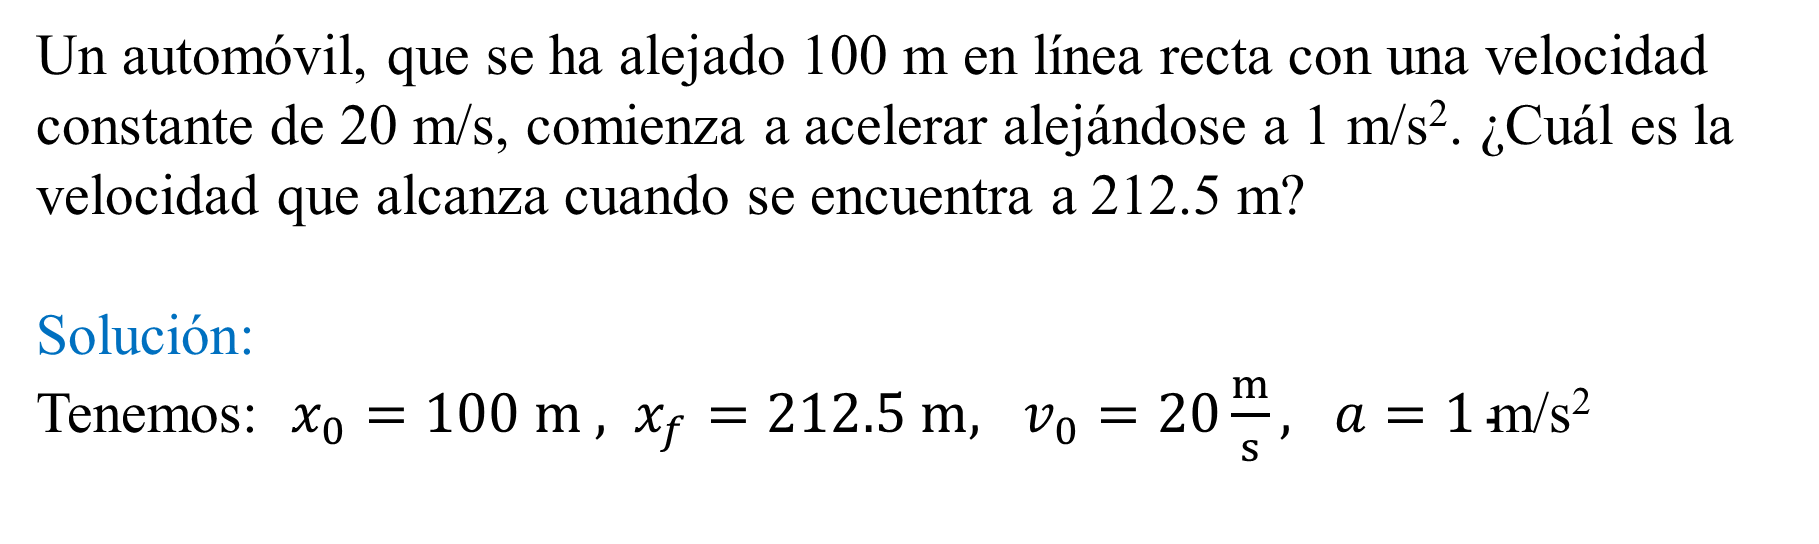 Un automóvil, que se ha alejado 100 m en línea recta con una velocidad
constante de 20 m/s, comienza a acelerar alejándose a 1 m/s². ¿Cuál es la
velocidad que alcanza cuando se encuentra a 212.5 m?
Solución:
Tenemos: x₀ = 100 m , x_f = 212.5 m, v₀ = 20 m/s, a = 1 m/s²